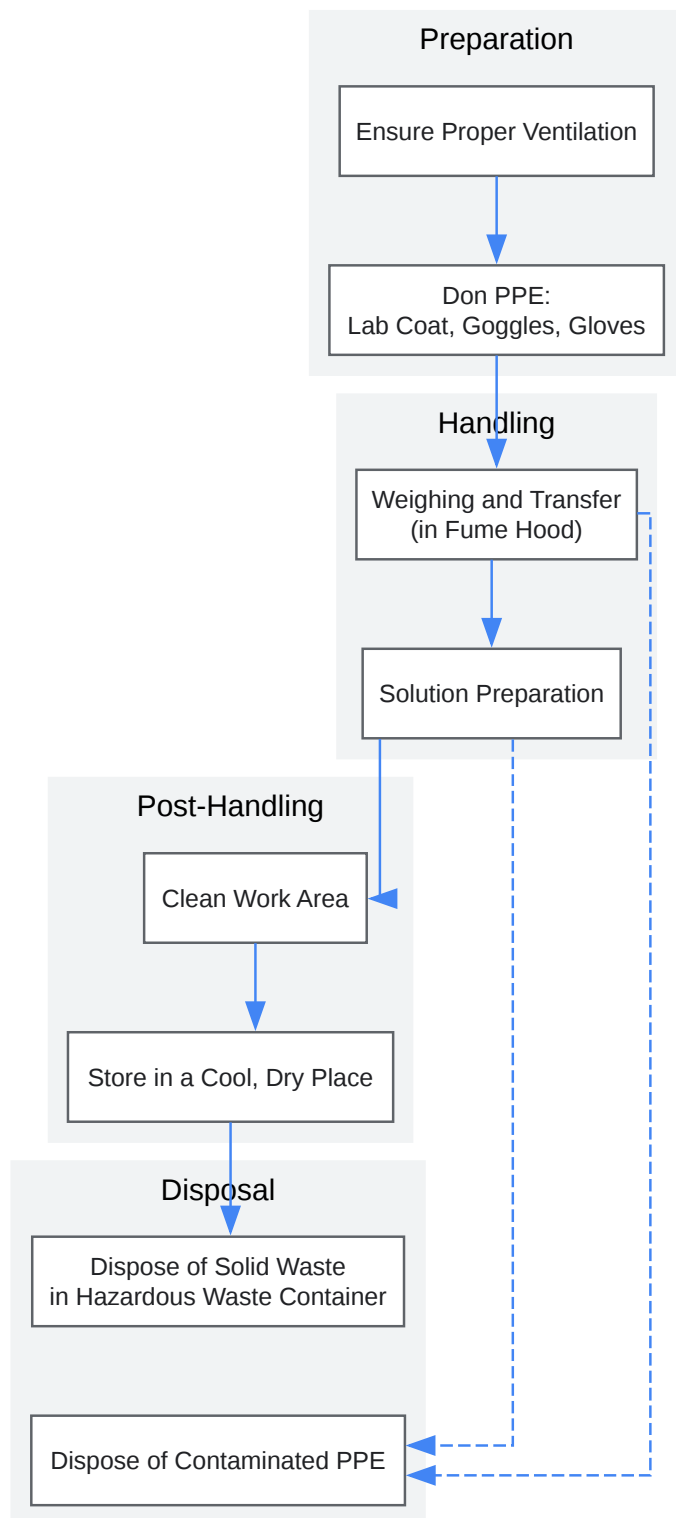 Preparation
Ensure Proper Ventilation
Don PPE:
Lab Coat, Goggles, Gloves
Handling
Weighing and Transfer
(in Fume Hood)
Solution Preparation
Post-Handling
Clean Work Area
Store in a Cool, Dry Place
Disposal
Dispose of Solid Waste
in Hazardous Waste Container
Dispose of Contaminated PPE